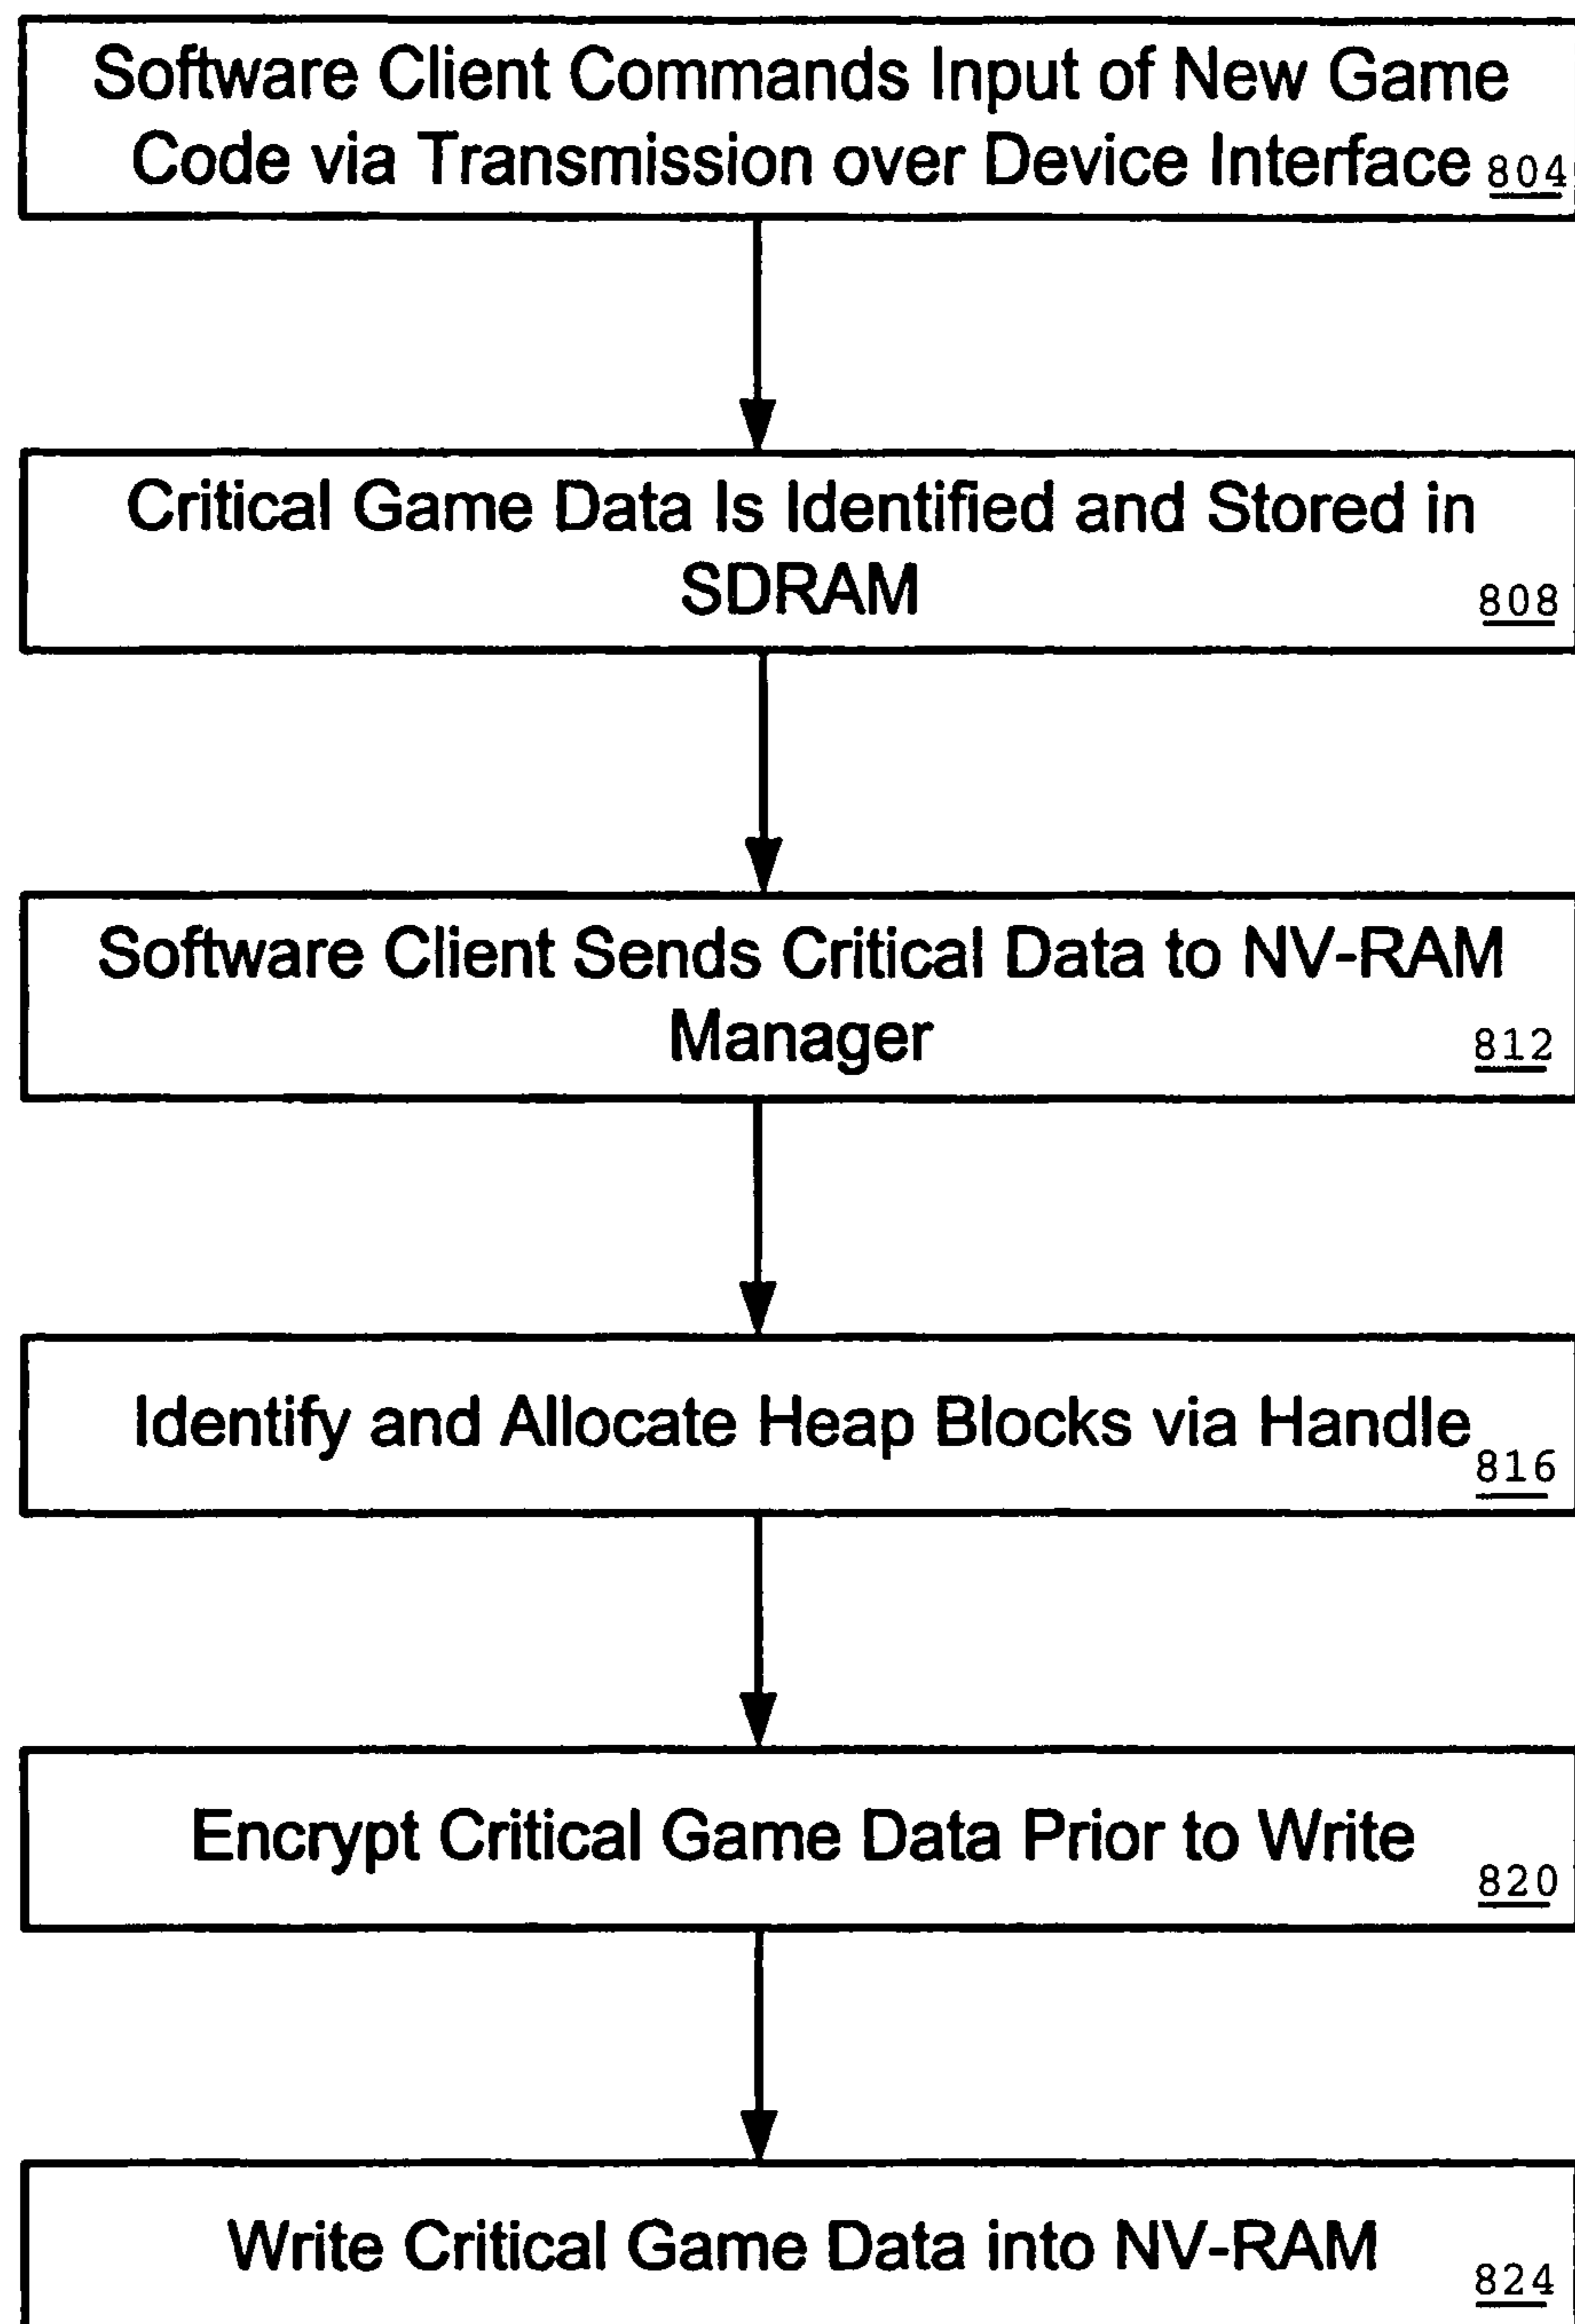 Software Client Commands Input of New Game
Code via Transmission over Device Interface 804
Critical Game Data Is Identified and Stored in
SDRAM 808
Software Client Sends Critical Data to NV-RAM
Manager 812
Identify and Allocate Heap Blocks via Handle
816
Encrypt Critical Game Data Prior to Write
820
Write Critical Game Data into NV-RAM
824